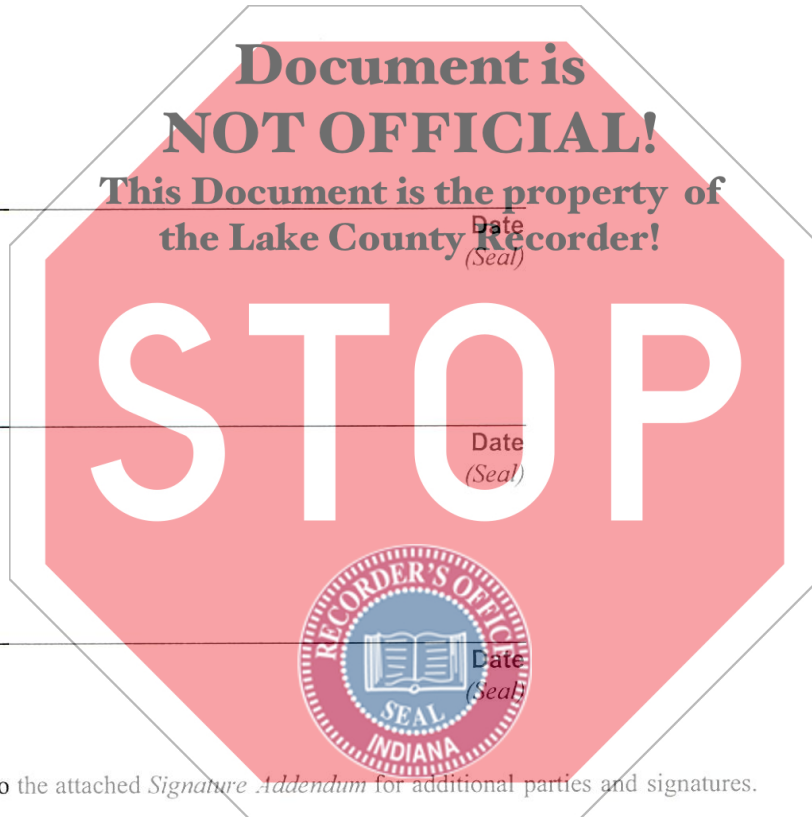 Document is
NOT OFFICIAL!
This Document is the property of
the Lake County Recorder!
Date
(Seal)
STOP
Date
(Seal)
RECORDER'S OFFICE
SEAL
INDIANA
Date
(Seal)
the attached Signature Addendum for additional parties and signatures.